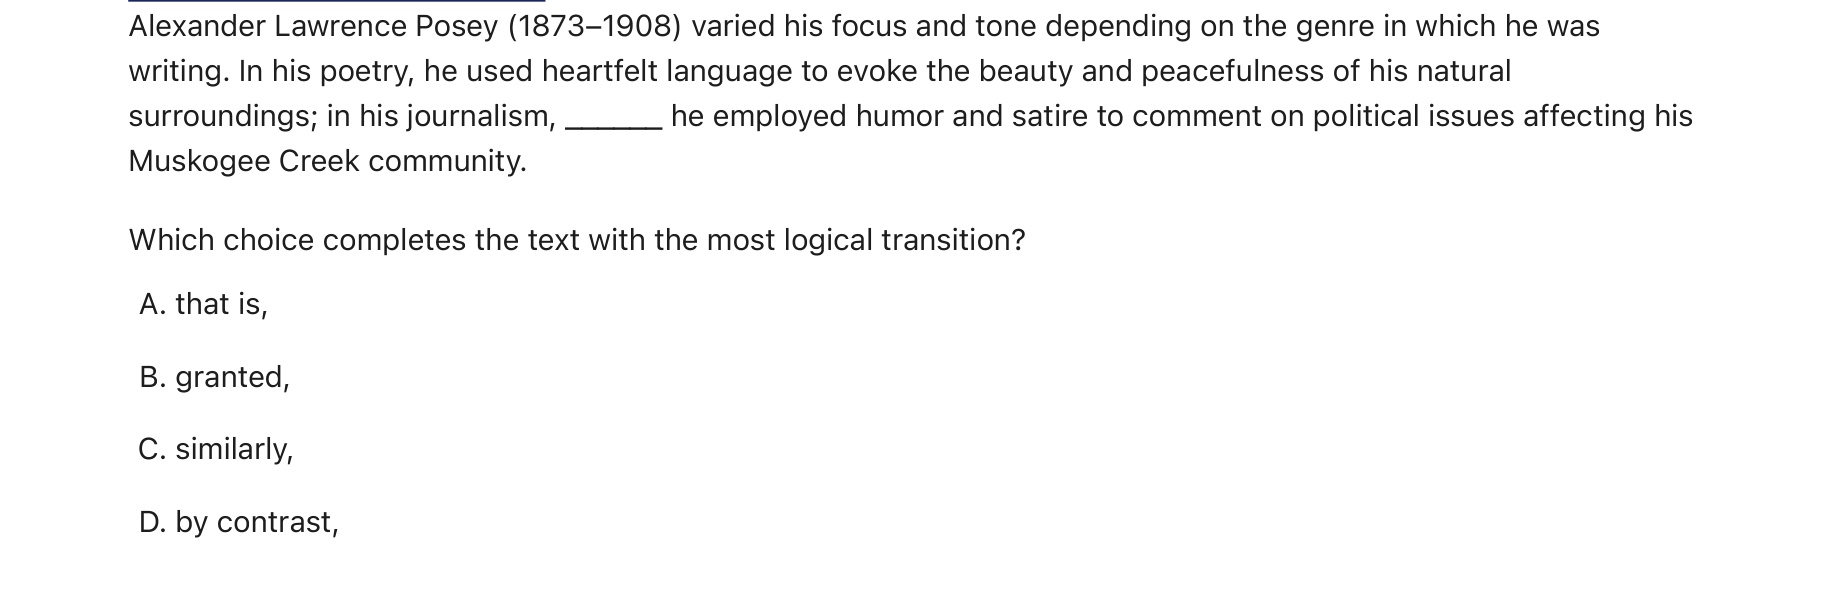 Alexander Lawrence Posey (1873–1908) varied his focus and tone depending on the genre in which he was
writing. In his poetry, he used heartfelt language to evoke the beauty and peacefulness of his natural
surroundings; in his journalism, ______ he employed humor and satire to comment on political issues affecting his
Muskogee Creek community.
Which choice completes the text with the most logical transition?
A. that is,
B. granted,
C. similarly,
D. by contrast,